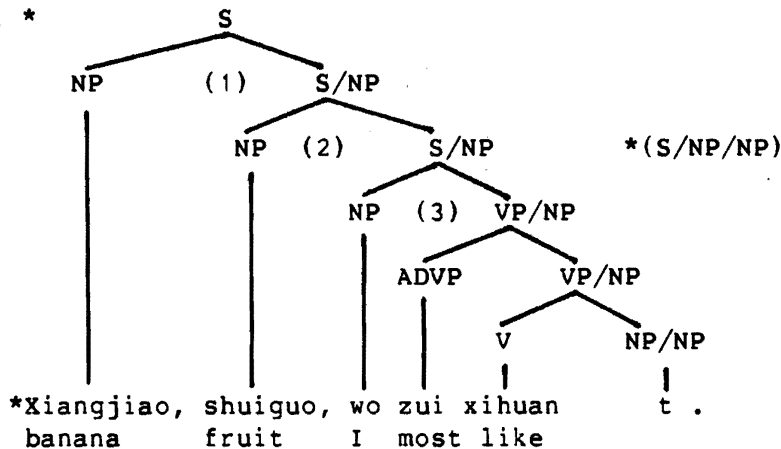 * S
NP (1) S/NP
NP (2) S/NP *(S/NP/NP)
NP (3) VP/NP
ADVP VP/NP
V NP/NP
*Xiangjiao, shuiguo, wo zui xihuan t .
banana fruit I most like